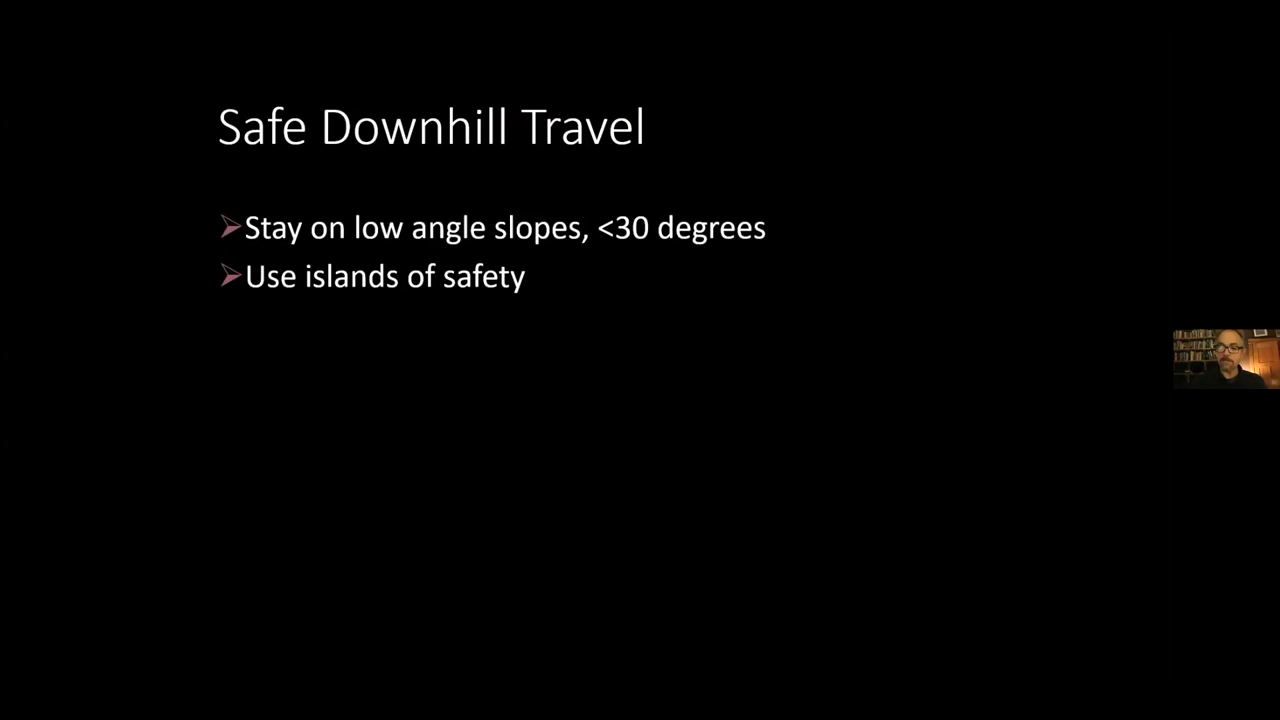 Safe Downhill Travel
Stay on low angle slopes, <30 degrees
Use islands of safety